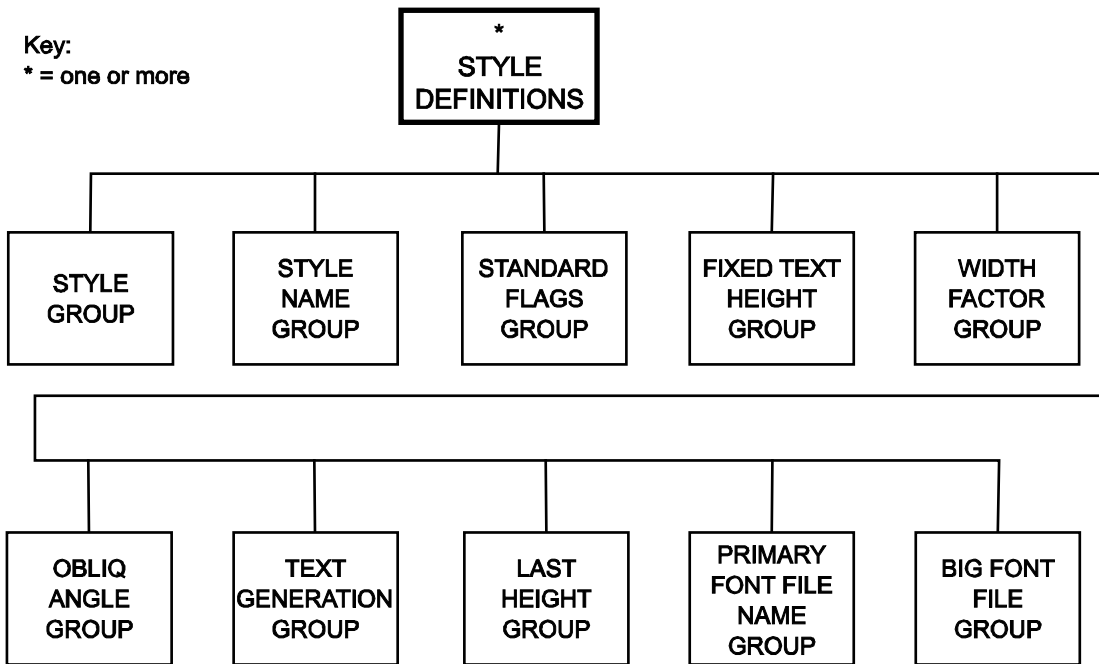 Key:
* = one or more
*
STYLE
DEFINITIONS
STYLE
GROUP
STYLE
NAME
GROUP
STANDARD
FLAGS
GROUP
FIXED TEXT
HEIGHT
GROUP
WIDTH
FACTOR
GROUP
OBLIQ
ANGLE
GROUP
TEXT
GENERATION
GROUP
LAST
HEIGHT
GROUP
PRIMARY
FONT FILE
NAME
GROUP
BIG FONT
FILE
GROUP